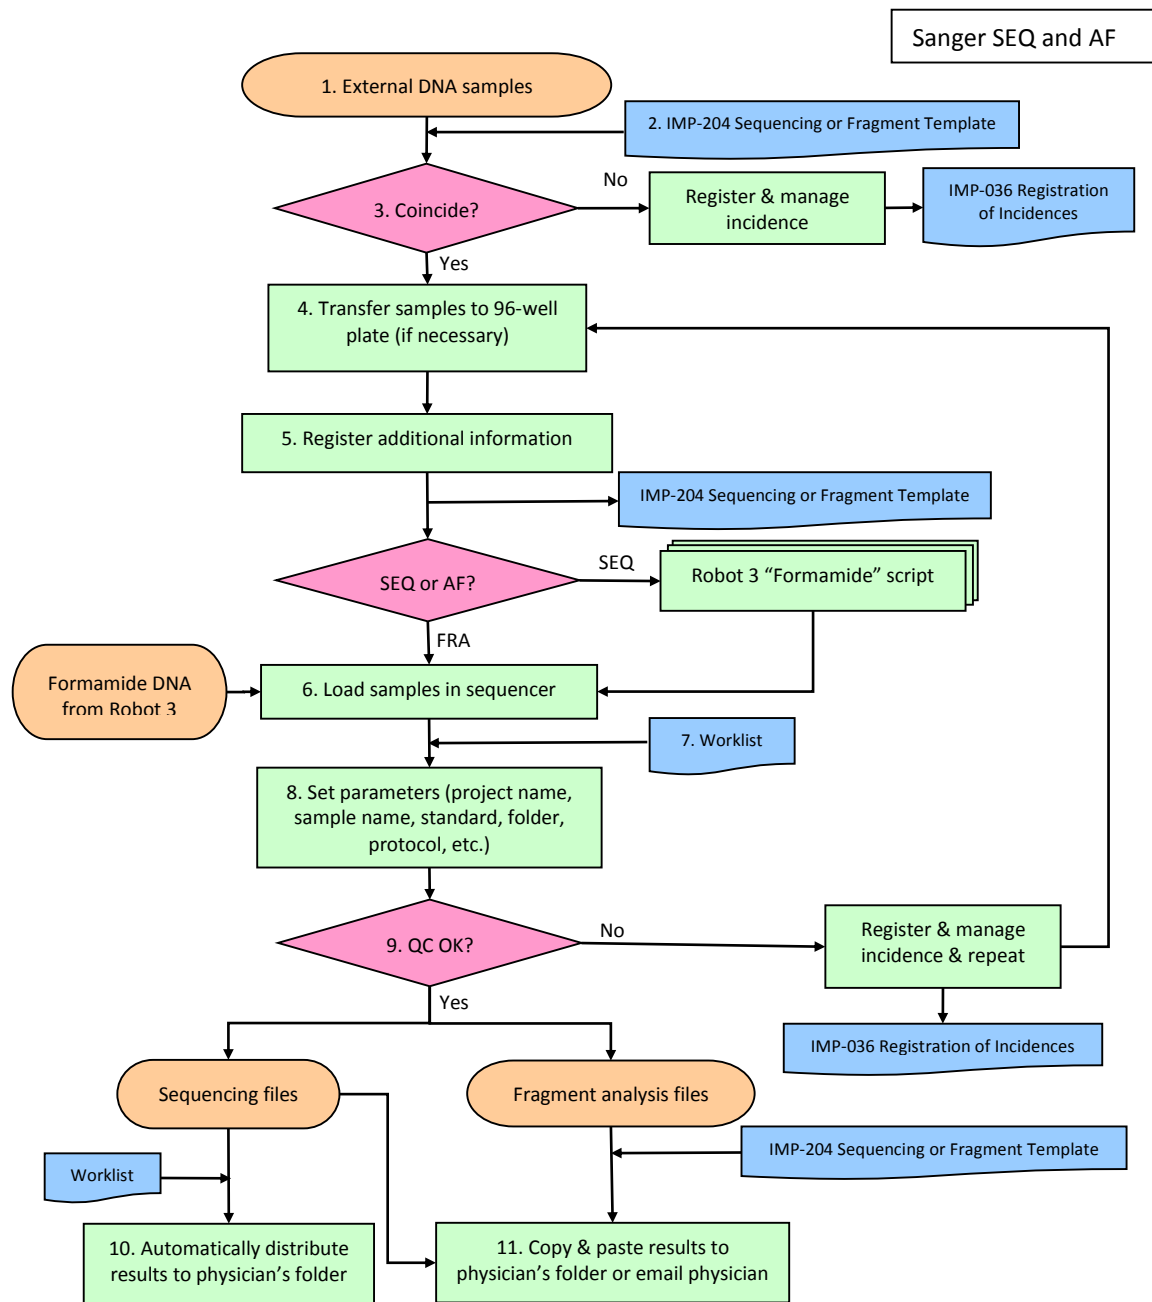 Sanger SEQ and AF
1. External DNA samples
2. IMP-204 Sequencing or Fragment Template
3. Coincide?
No
Register & manage
incidence
IMP-036 Registration
of Incidences
Yes
4. Transfer samples to 96-well
plate (if necessary)
5. Register additional information
IMP-204 Sequencing or Fragment Template
SEQ or AF?
SEQ
Robot 3 “Formamide” script
FRA
Formamide DNA
from Robot 3
6. Load samples in sequencer
7. Worklist
8. Set parameters (project name,
sample name, standard, folder,
protocol, etc.)
9. QC OK?
No
Register & manage
incidence & repeat
Yes
IMP-036 Registration of Incidences
Sequencing files
Fragment analysis files
IMP-204 Sequencing or Fragment Template
Worklist
10. Automatically distribute
results to physician’s folder
11. Copy & paste results to
physician’s folder or email physician